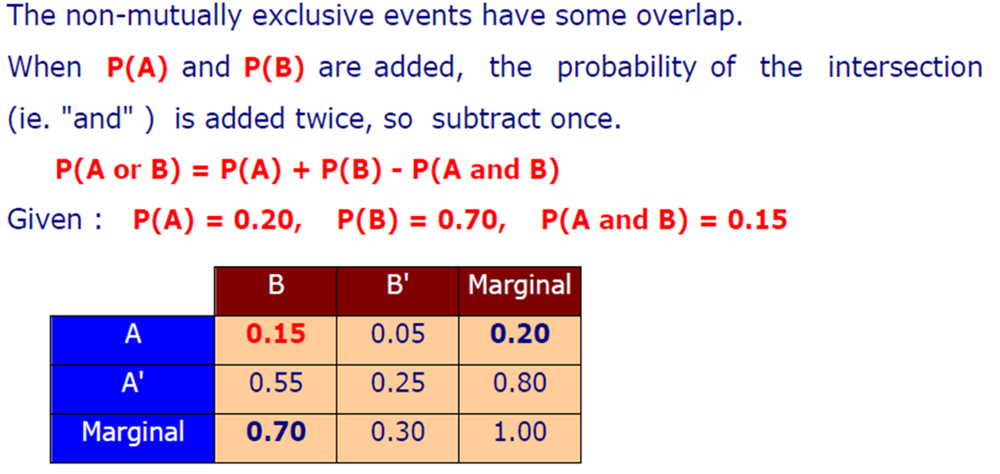 The non-mutually exclusive events have some overlap.
When P(A) and P(B) are added, the probability of the intersection
(ie. "and" ) is added twice, so subtract once.
P(A or B) = P(A) + P(B) - P(A and B)
Given : P(A) = 0.20, P(B) = 0.70, P(A and B) = 0.15
B B' Marginal
A 0.15 0.05 0.20
A' 0.55 0.25 0.80
Marginal 0.70 0.30 1.00